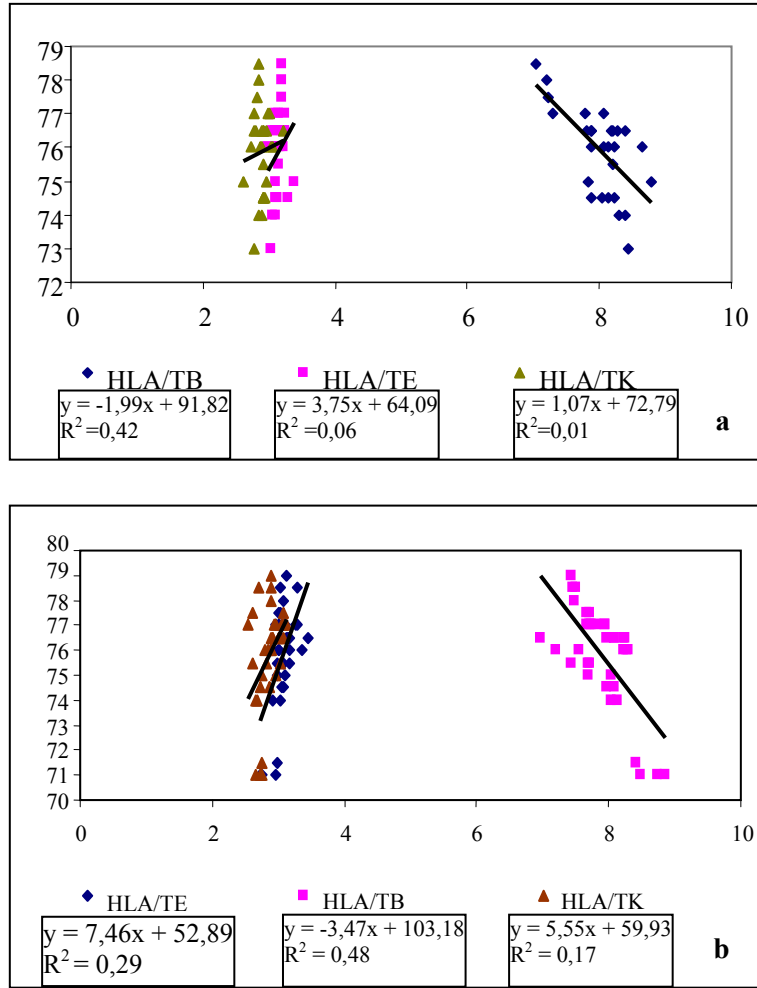 79
78
77
76
75
74
73
72
0 2 4 6 8 10
HLA/TB HLA/TE HLA/TK
y = -1,99x + 91,82 y = 3,75x + 64,09 y = 1,07x + 72,79
R² =0,42 R² =0,06 R²=0,01
a
80
79
78
77
76
75
74
73
72
71
70
0 2 4 6 8 10
HLA/TE HLA/TB HLA/TK
y = 7,46x + 52,89 y = -3,47x + 103,18 y = 5,55x + 59,93
R² = 0,29 R² = 0,48 R² = 0,17
b